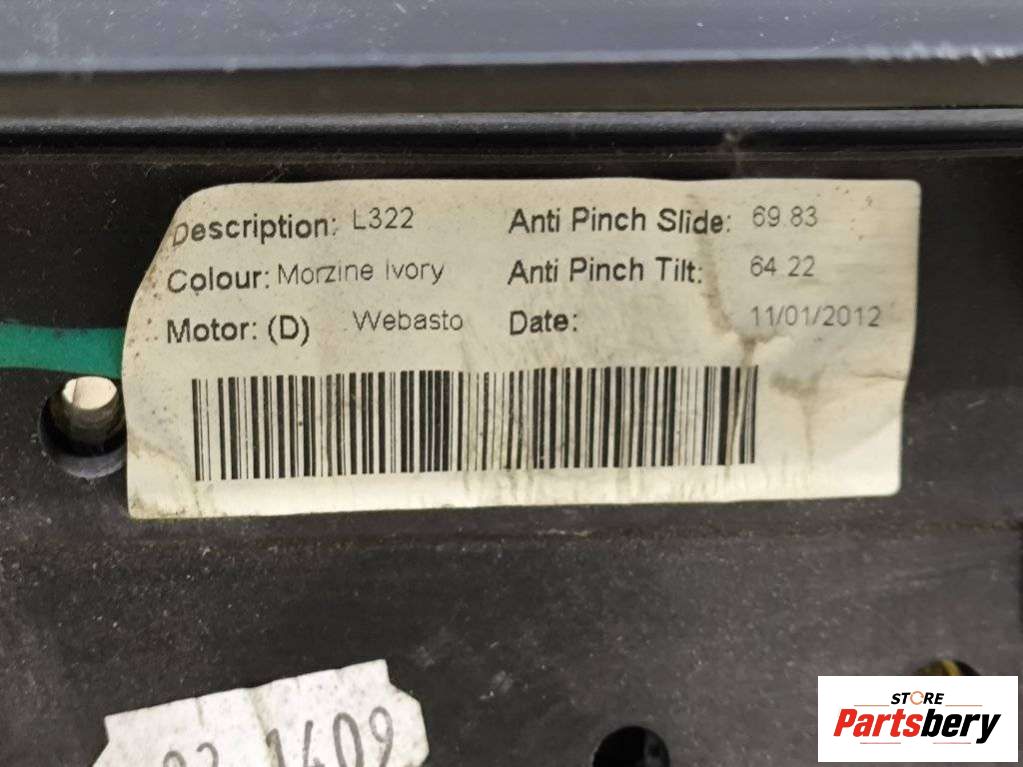 Description: L322 Anti Pinch Slide: 69.83
Colour: Morzine Ivory Anti Pinch Tilt: 64.22
Motor: (D) Webasto Date: 11/01/2012
1409
STORE
Partsbery